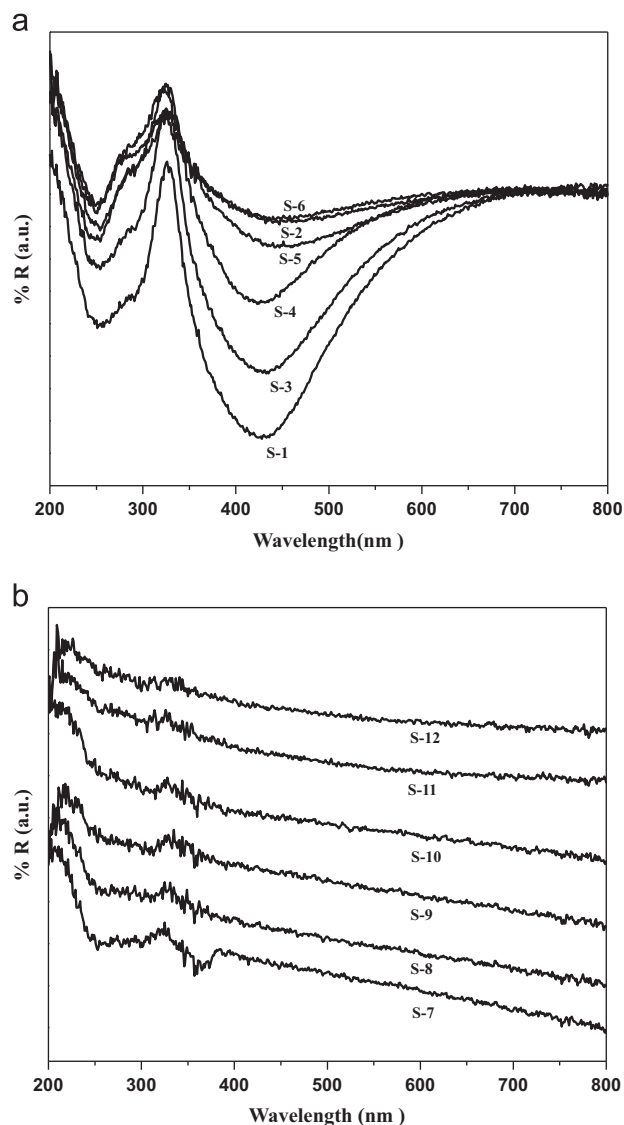 a
% R (a.u.)
S-6
S-2
S-5
S-4
S-3
S-1
200 300 400 500 600 700 800
Wavelength(nm )
b
% R (a.u.)
S-12
S-11
S-10
S-9
S-8
S-7
200 300 400 500 600 700 800
Wavelength (nm )